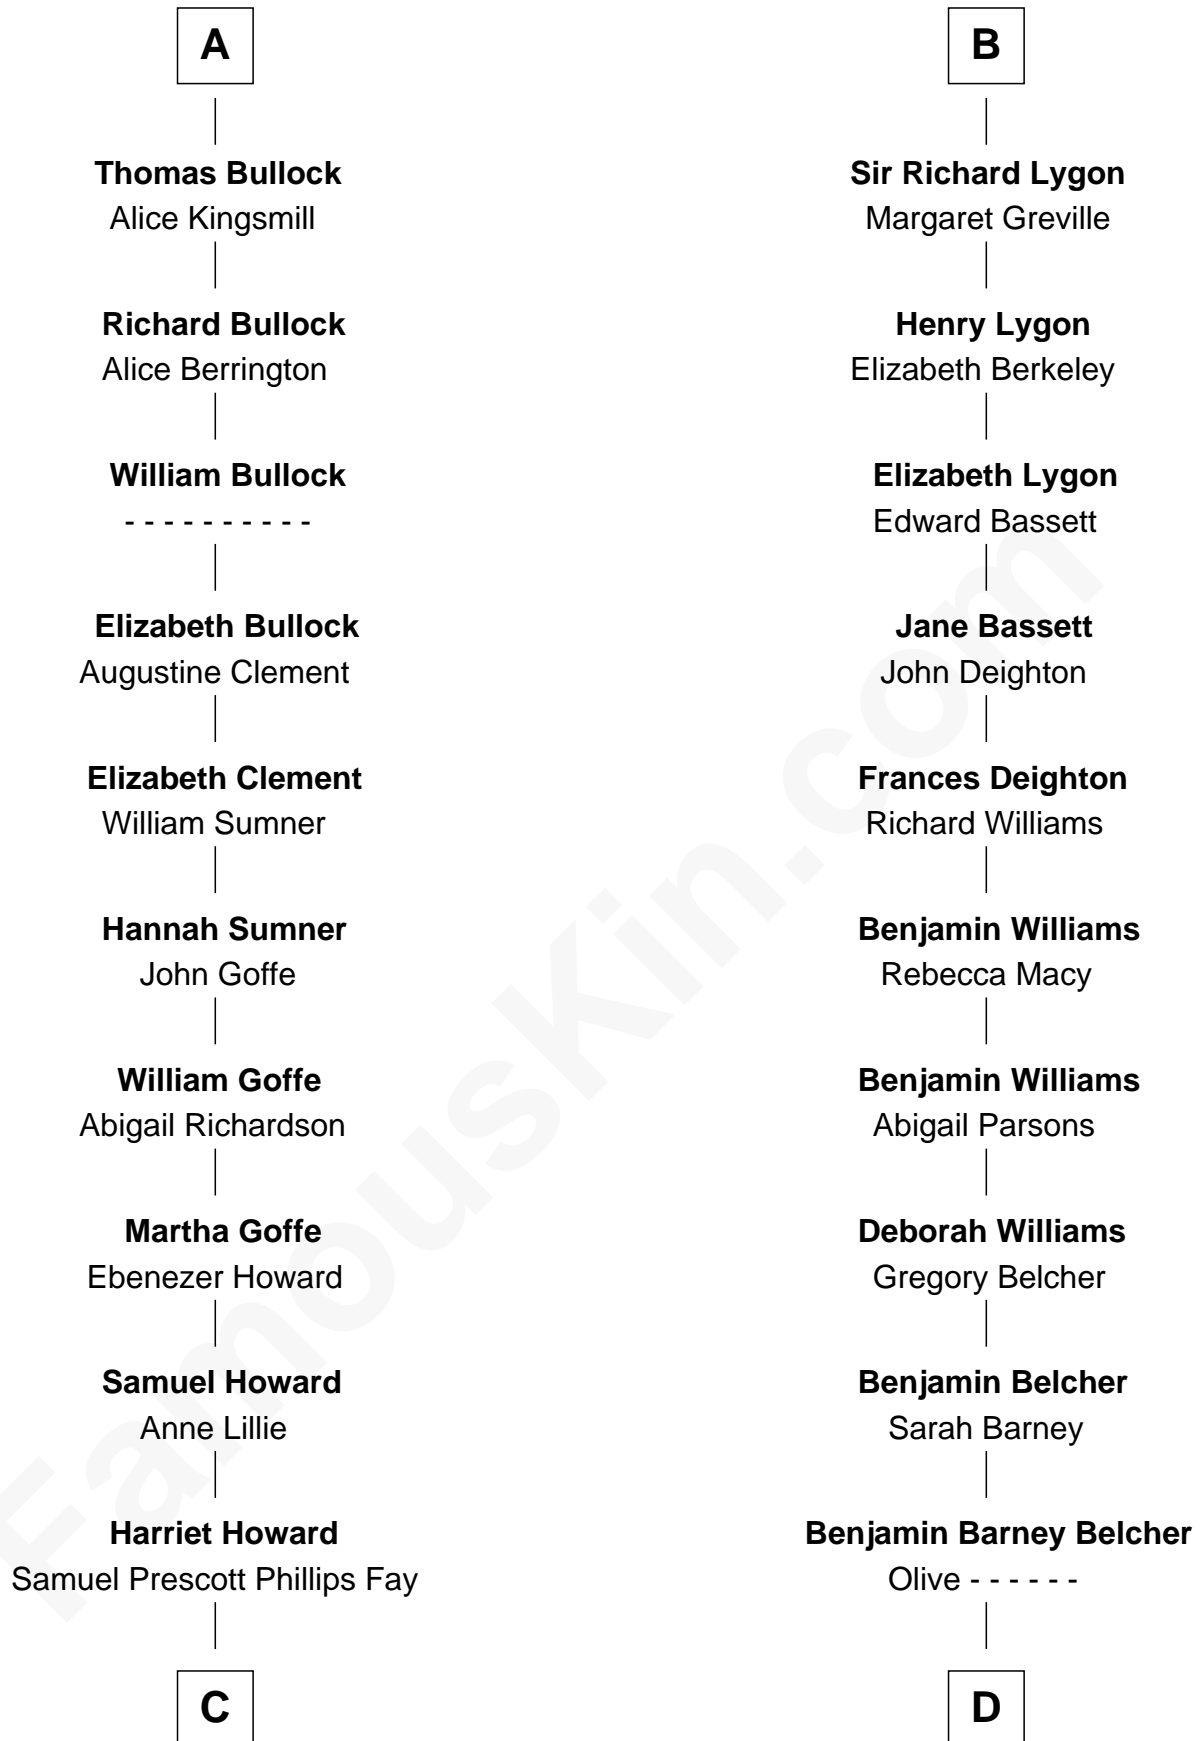 A
Thomas Bullock
Alice Kingsmill
Richard Bullock
Alice Berrington
William Bullock
- - - - - - - - - -
Elizabeth Bullock
Augustine Clement
Elizabeth Clement
William Sumner
Hannah Sumner
John Goffe
William Goffe
Abigail Richardson
Martha Goffe
Ebenezer Howard
Samuel Howard
Anne Lillie
Harriet Howard
Samuel Prescott Phillips Fay
C
B
Sir Richard Lygon
Margaret Greville
Henry Lygon
Elizabeth Berkeley
Elizabeth Lygon
Edward Bassett
Jane Bassett
John Deighton
Frances Deighton
Richard Williams
Benjamin Williams
Rebecca Macy
Benjamin Williams
Abigail Parsons
Deborah Williams
Gregory Belcher
Benjamin Belcher
Sarah Barney
Benjamin Barney Belcher
Olive - - - - - -
D
FamousKin.com